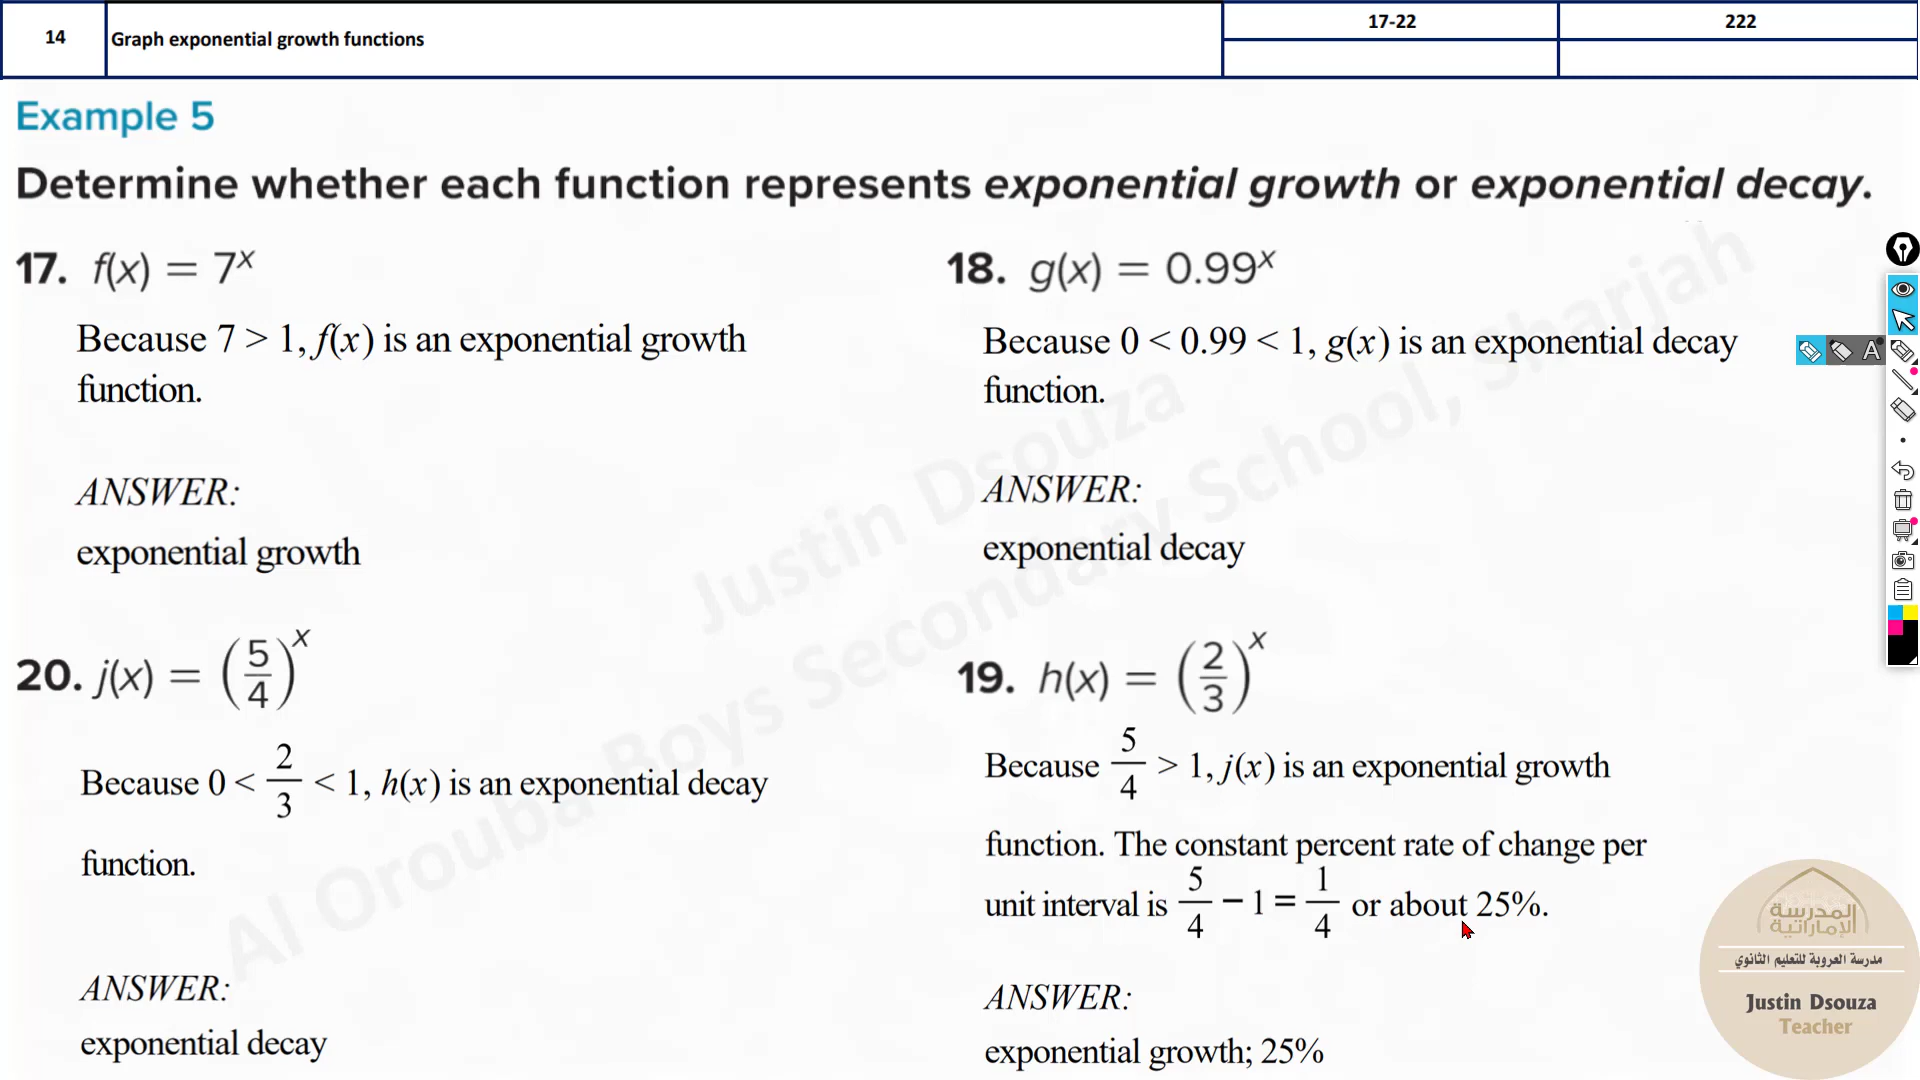 14
Graph exponential growth functions
17-22
222
Example 5
Determine whether each function represents exponential growth or exponential decay.
17. f(x) = 7^x
Because 7 > 1, f(x) is an exponential growth
function.
ANSWER:
exponential growth
18. g(x) = 0.99^x
Because 0 < 0.99 < 1, g(x) is an exponential decay
function.
ANSWER:
exponential decay
20. j(x) = (5/4)^x
Because 0 < 2/3 < 1, h(x) is an exponential decay
function.
ANSWER:
exponential decay
19. h(x) = (2/3)^x
Because 5/4 > 1, j(x) is an exponential growth
function. The constant percent rate of change per
unit interval is 5/4 − 1 = 1/4 or about 25%.
ANSWER:
exponential growth; 25%
Justin Dsouza
Al Orouba Boys Secondary School, Sharjah
A
المدرسة
الإماراتية
مدرسة العروبة للتعليم الثانوي
Justin Dsouza
Teacher